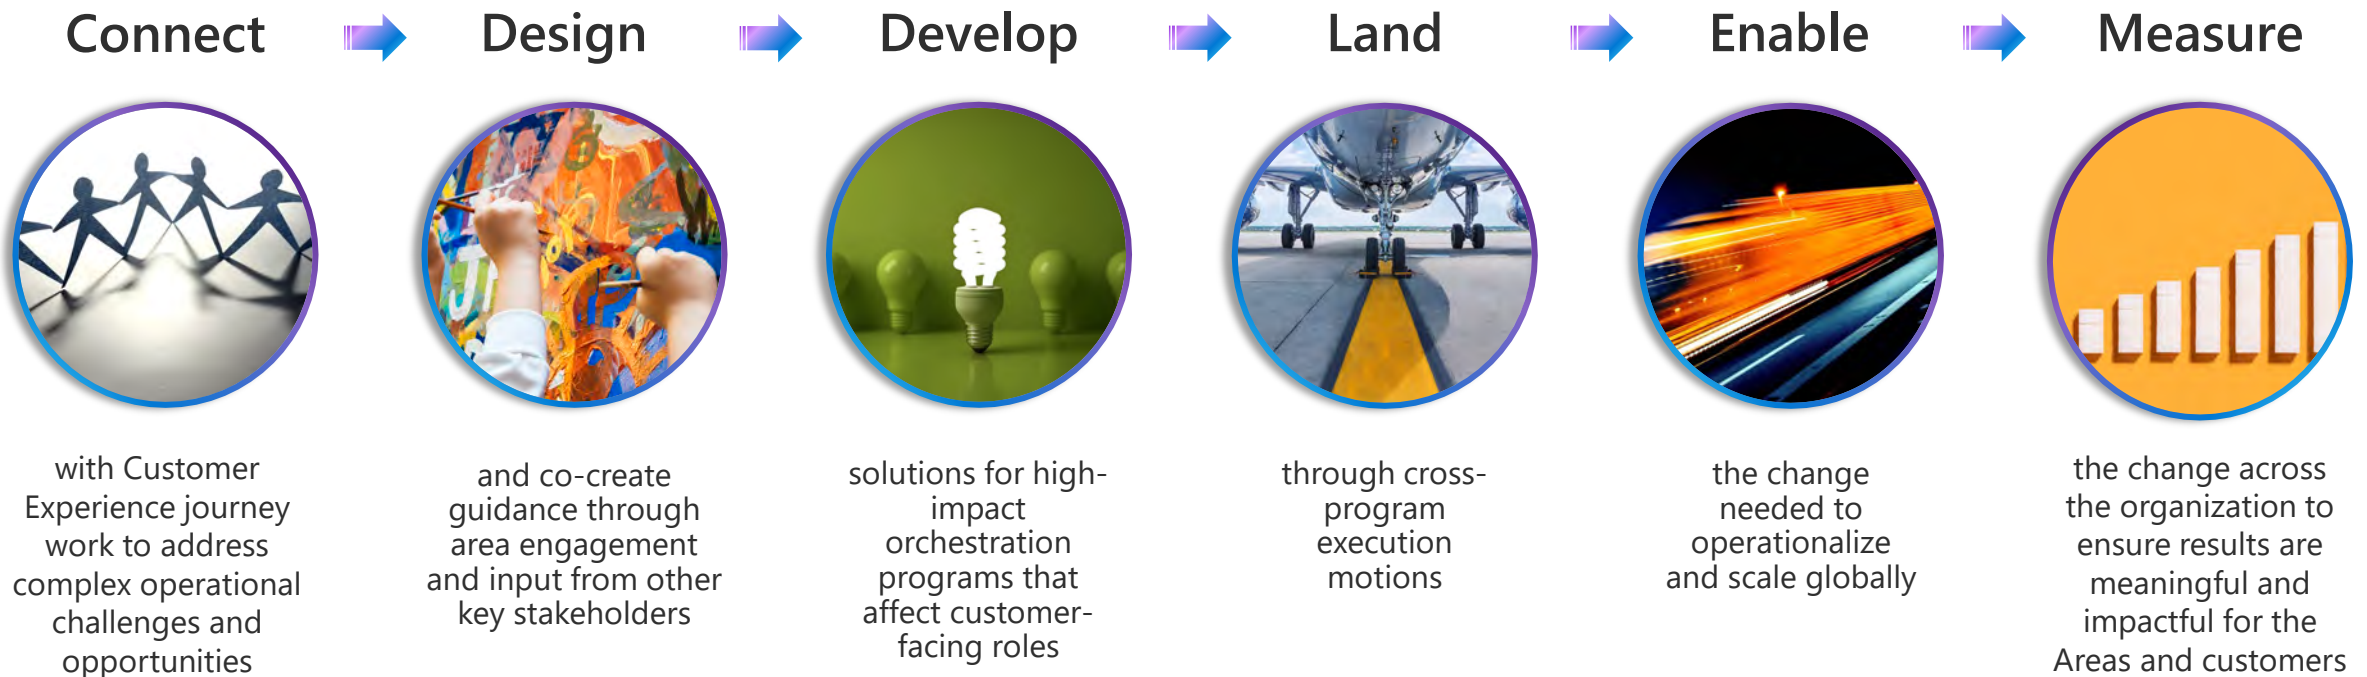 Connect
Design
Develop
Land
Enable
Measure
with Customer
Experience journey
work to address
complex operational
challenges and
opportunities
and co-create
guidance through
area engagement
and input from other
key stakeholders
solutions for high-
impact
orchestration
programs that
affect customer-
facing roles
through cross-
program
execution
motions
the change
needed to
operationalize
and scale globally
the change across
the organization to
ensure results are
meaningful and
impactful for the
Areas and customers